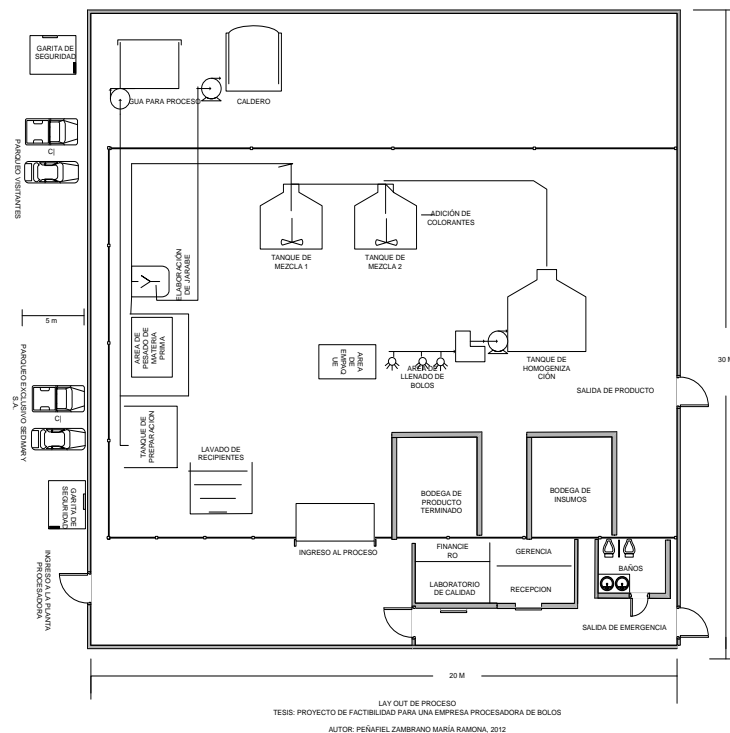 GARITA DE
SEGURIDAD
GUA PARA PROCESO
CALDERO
C|
PARQUEO VISITANTES
ELABORACIÓN
DE JARABE
TANQUE DE
MEZCLA 1
TANQUE DE
MEZCLA 2
ADICIÓN DE
COLORANTES
5 m
AREA DE
PESADO DE
MATERIA
PRIMA
AREA
DE
EMPAQ
UE
AREA DE
LLENADO DE
BOLOS
TANQUE DE
HOMOGENIZA
CIÓN
30 M
SALIDA DE PRODUCTO
PARQUEO EXCLUSIVO SEDMARY
S.A.
C|
TANQUE DE
PREPARACIÓN
LAVADO DE
RECIPIENTES
BODEGA DE
PRODUCTO
TERMINADO
BODEGA DE
INSUMOS
GARITA DE
SEGURIDAD
INGRESO AL PROCESO
FINANCIE
RO
GERENCIA
BAÑOS
LABORATORIO
DE CALIDAD
RECEPCION
INGRESO A LA PLANTA
PROCESADORA
SALIDA DE EMERGENCIA
20 M
LAY OUT DE PROCESO
TESIS: PROYECTO DE FACTIBILIDAD PARA UNA EMPRESA PROCESADORA DE BOLOS
AUTOR: PEÑAFIEL ZAMBRANO MARÍA RAMONA, 2012